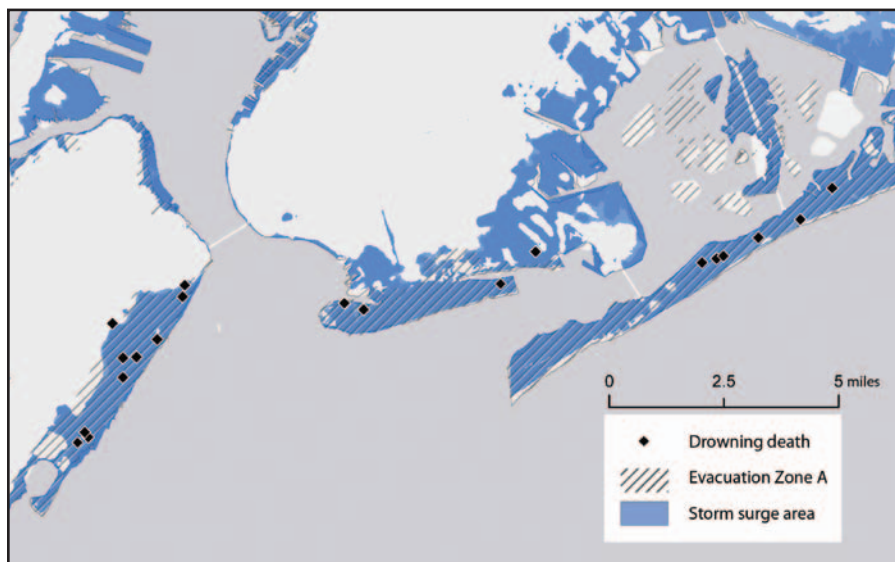 0 2.5 5 miles
Drowning death
Evacuation Zone A
Storm surge area